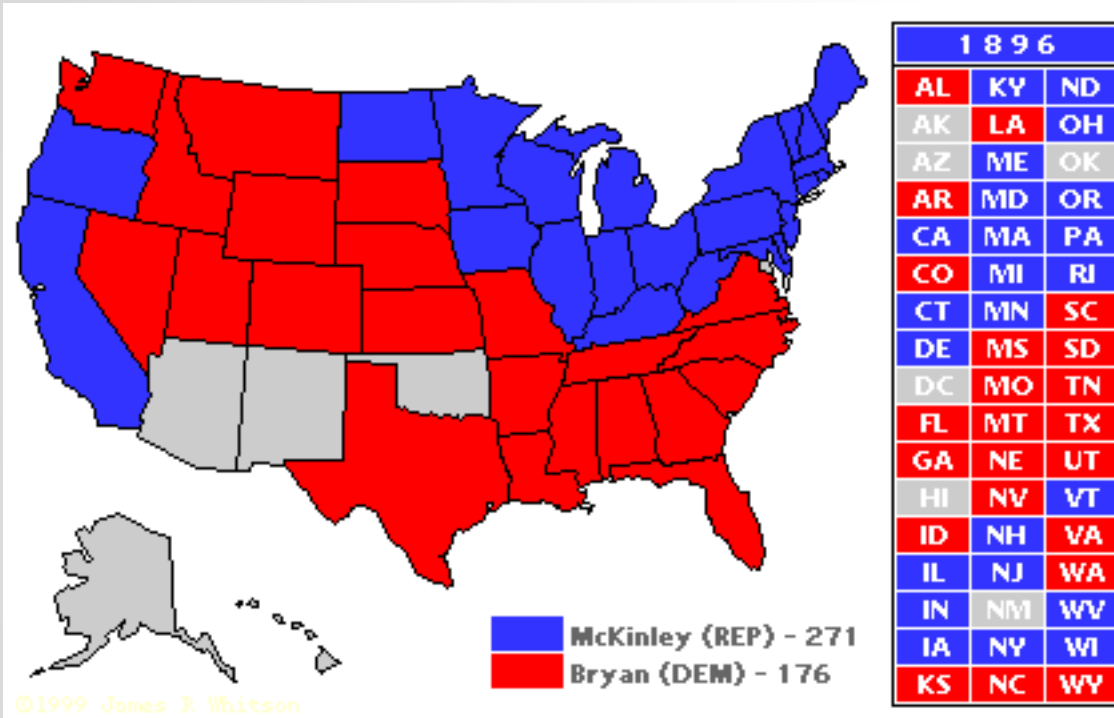 1896
AL KY ND
AK LA OH
AZ ME OK
AR MD OR
CA MA PA
CO MI RI
CT MN SC
DE MS SD
DC MO TN
FL MT TX
GA NE UT
HI NV VT
ID NH VA
IL NJ WA
IN NM WV
IA NY WI
KS NC WY
McKinley (REP) - 271
Bryan (DEM) - 176
©1999 James R Whitson